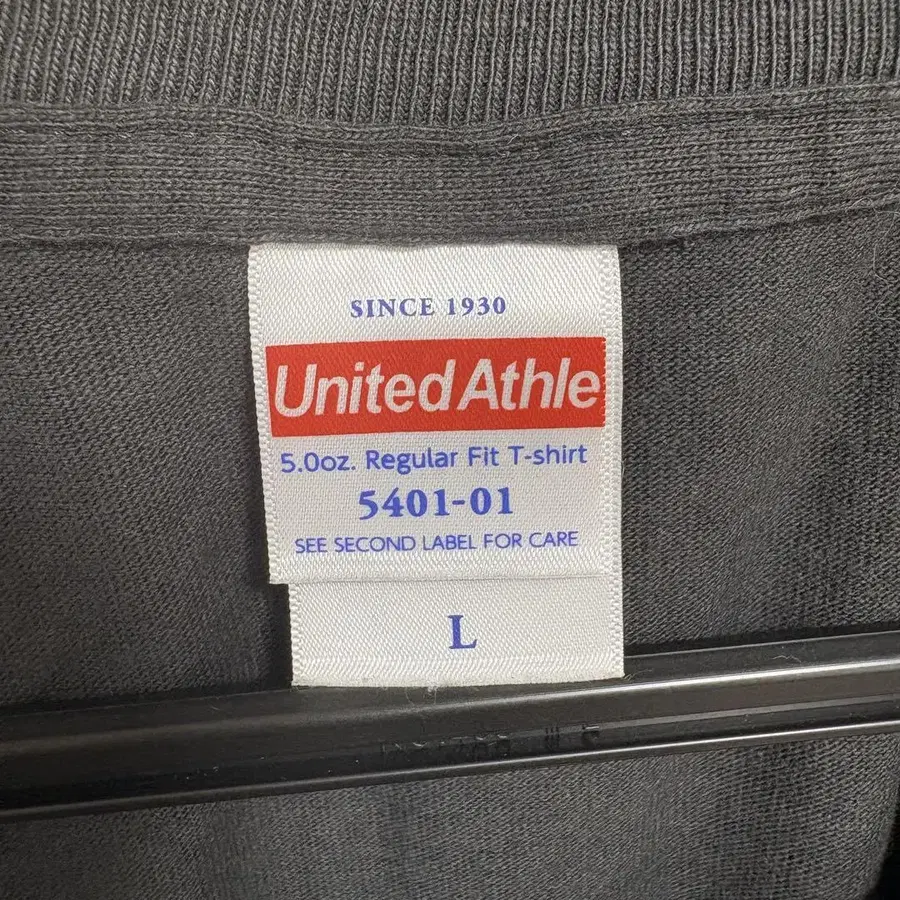 SINCE 1930
United Athle
5.0oz. Regular Fit T-shirt
5401-01
SEE SECOND LABEL FOR CARE
L